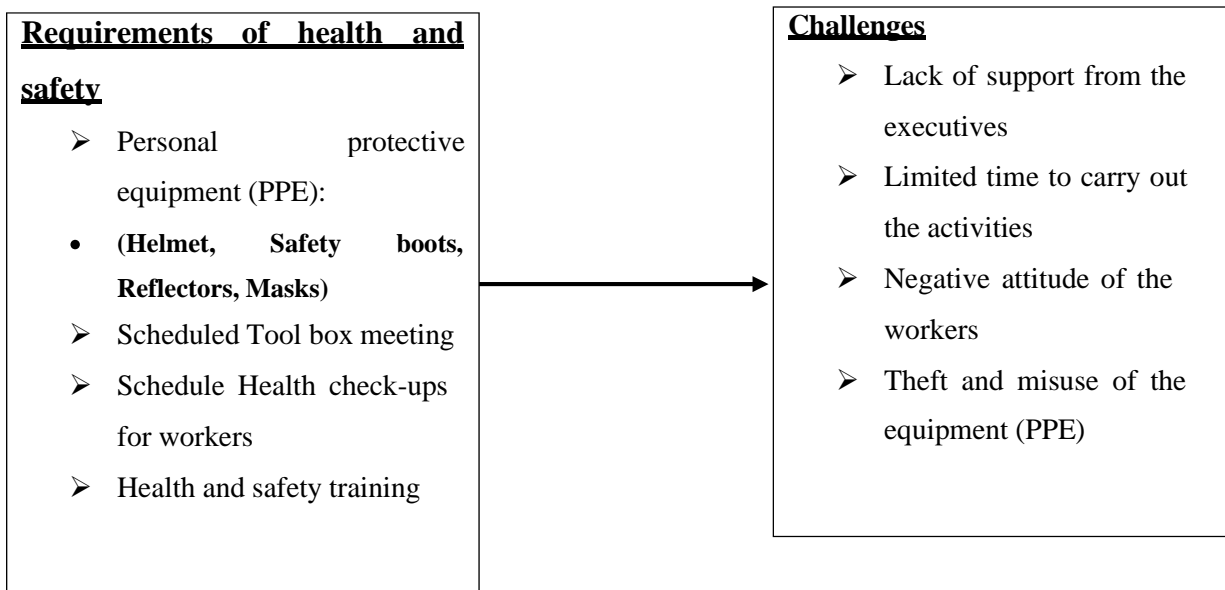 Requirements of health and
safety
➢ Personal protective
equipment (PPE):
• (Helmet, Safety boots,
Reflectors, Masks)
➢ Scheduled Tool box meeting
➢ Schedule Health check-ups
for workers
➢ Health and safety training
Challenges
➢ Lack of support from the
executives
➢ Limited time to carry out
the activities
➢ Negative attitude of the
workers
➢ Theft and misuse of the
equipment (PPE)